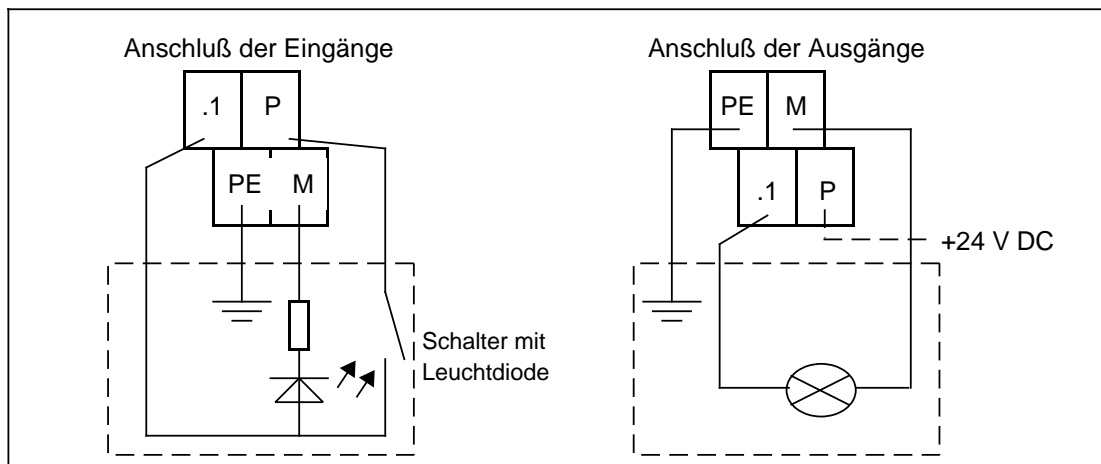 Anschluß der Eingänge
.1 P
PE M
Schalter mit
Leuchtdiode
Anschluß der Ausgänge
PE M
.1 P
+24 V DC